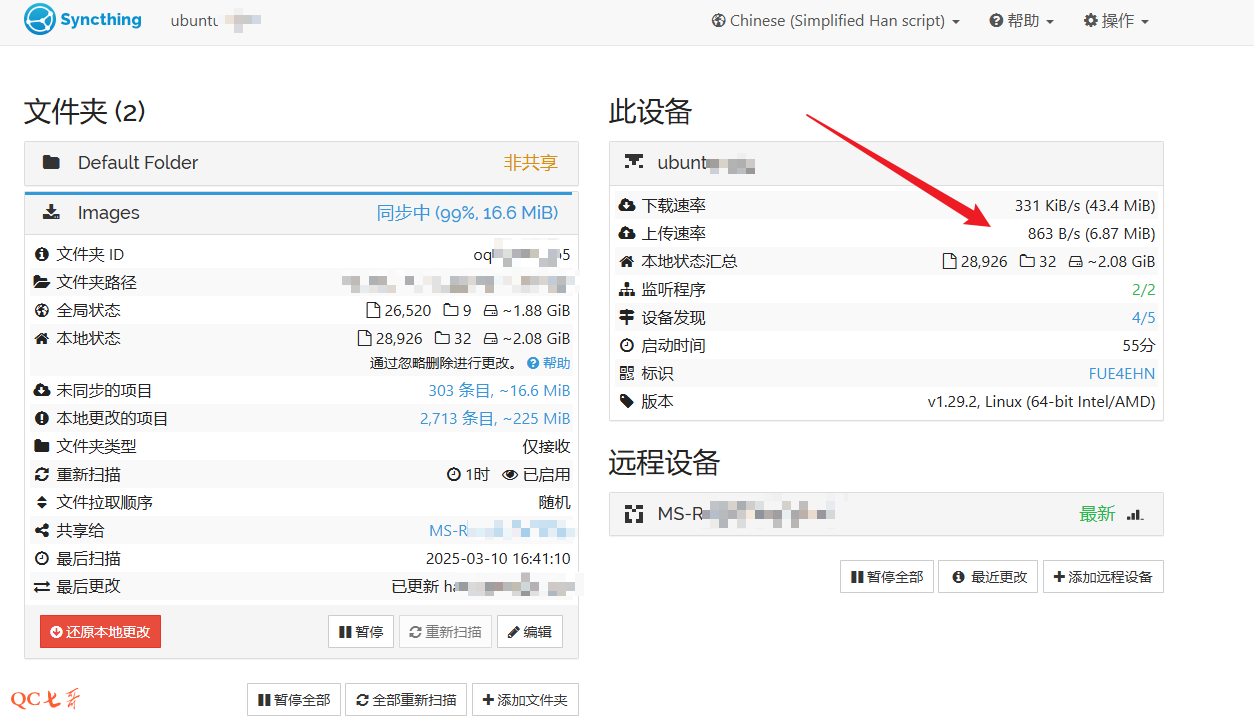 Syncthing ubuntu Chinese (Simplified Han script) 帮助 操作
文件夹 (2)
Default Folder 非共享
Images 同步中 (99%, 16.6 MiB)
文件夹 ID oq 5
文件夹路径
全局状态 26,520 9 ~1.88 GiB
本地状态 28,926 32 ~2.08 GiB
通过忽略删除进行更改。 帮助
未同步的项目 303 条目, ~16.6 MiB
本地更改的项目 2,713 条目, ~225 MiB
文件夹类型 仅接收
重新扫描 1时 已启用
文件拉取顺序 随机
共享给 MS-R
最后扫描 2025-03-10 16:41:10
最后更改 已更新
还原本地更改 暂停 重新扫描 编辑
暂停全部 全部重新扫描 添加文件夹
此设备
ubunt
下载速率 331 KiB/s (43.4 MiB)
上传速率 863 B/s (6.87 MiB)
本地状态汇总 28,926 32 ~2.08 GiB
监听程序 2/2
设备发现 4/5
启动时间 55分
标识 FUE4EHN
版本 v1.29.2, Linux (64-bit Intel/AMD)
远程设备
MS-R 最新
暂停全部 最近更改 添加远程设备
QC七哥